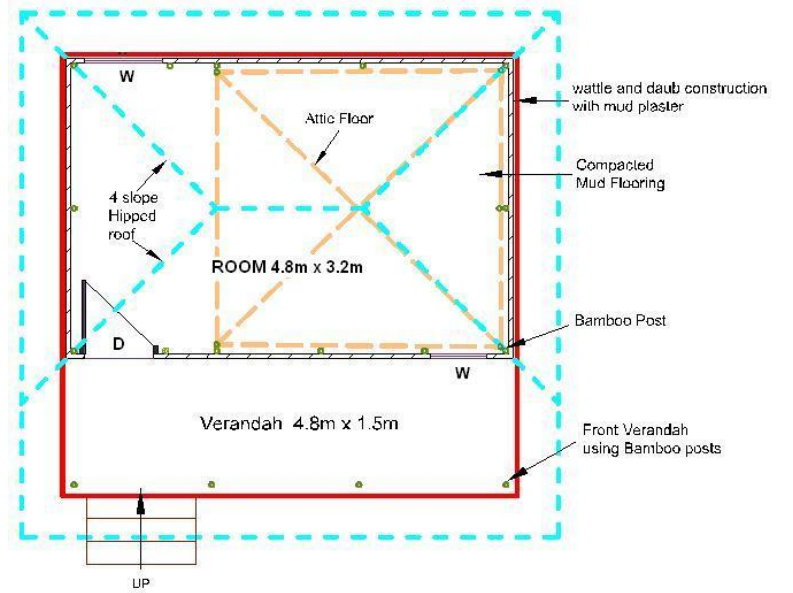 W
wattle and daub construction
with mud plaster
Attic Floor
Compacted
Mud Flooring
4 slope
Hipped
roof
ROOM 4.8m x 3.2m
Bamboo Post
D
W
Verandah 4.8m x 1.5m
Front Verandah
using Bamboo posts
UP